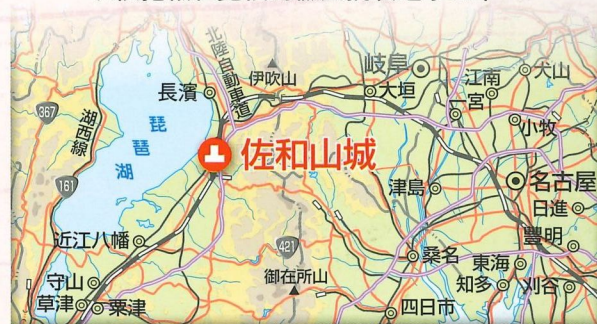 北陸自動車道
岐阜
犬山
江南
伊吹山
大垣
一宮
長濱
367
湖西線
琵琶湖
小牧
佐和山城
161
津島
名古屋
日進
近江八幡
421
豐明
桑名
東海
御在所山
守山
知多
刈谷
草津
粟津
四日市